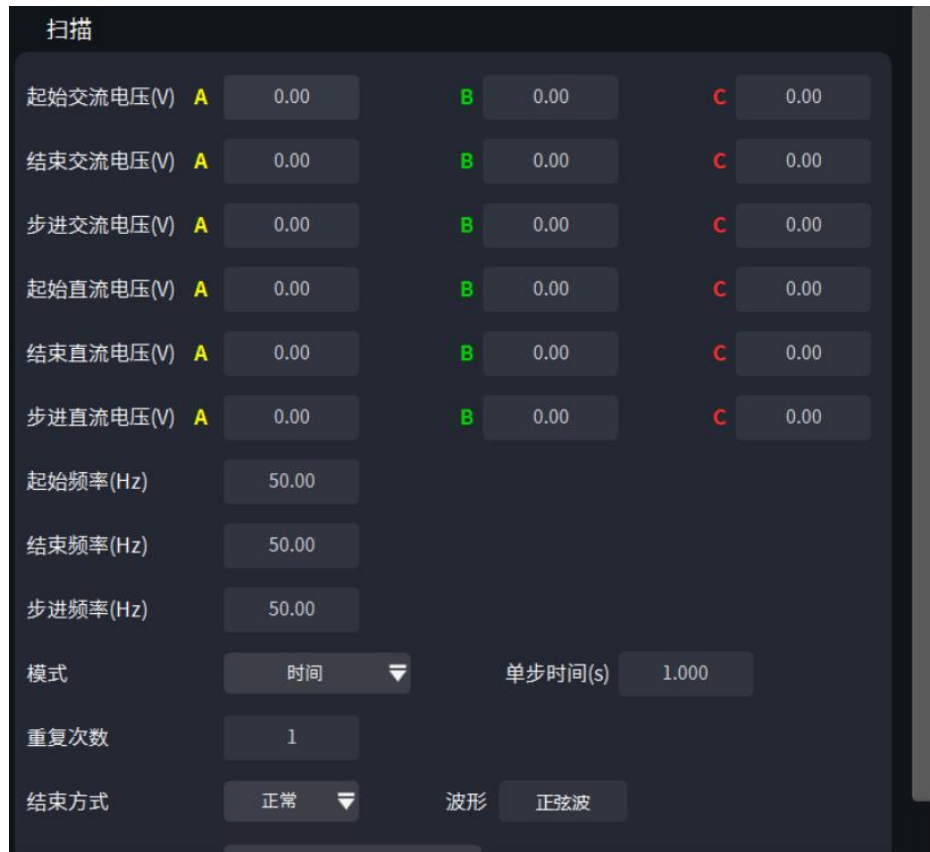 扫描
起始交流电压(V) A 0.00 B 0.00 C 0.00
结束交流电压(V) A 0.00 B 0.00 C 0.00
步进交流电压(V) A 0.00 B 0.00 C 0.00
起始直流电压(V) A 0.00 B 0.00 C 0.00
结束直流电压(V) A 0.00 B 0.00 C 0.00
步进直流电压(V) A 0.00 B 0.00 C 0.00
起始频率(Hz) 50.00
结束频率(Hz) 50.00
步进频率(Hz) 50.00
模式 时间 单步时间(s) 1.000
重复次数 1
结束方式 正常 波形 正弦波